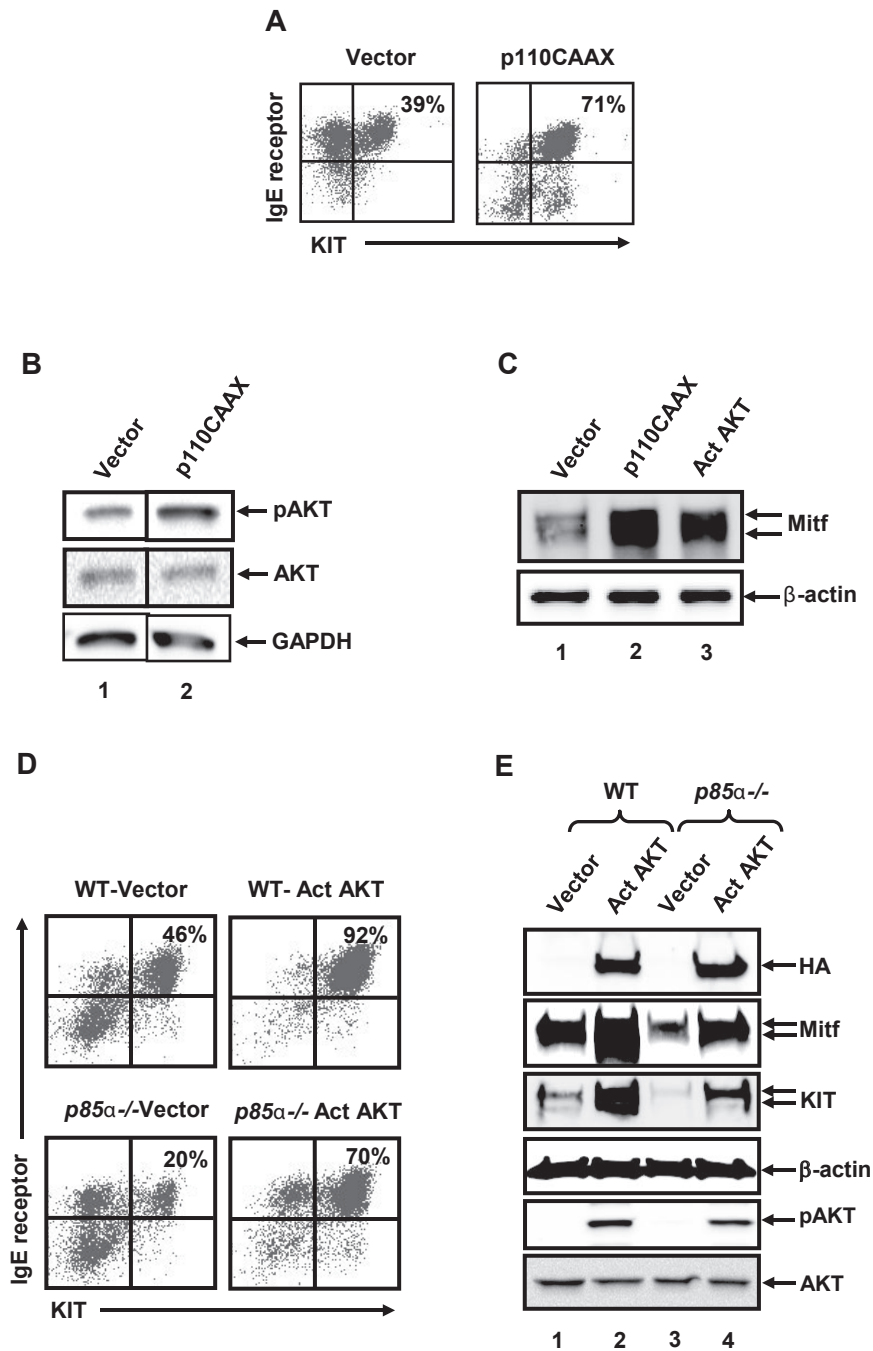 A
Vector
p110CAAX
39%
71%
IgE receptor
KIT
B
Vector
p110CAAX
pAKT
AKT
GAPDH
1 2
C
Vector
p110CAAX
Act AKT
Mitf
β-actin
1 2 3
D
WT-Vector
WT- Act AKT
46%
92%
p85α-/-Vector
p85α-/- Act AKT
20%
70%
IgE receptor
KIT
E
WT
p85α-/-
Vector
Act AKT
Vector
Act AKT
HA
Mitf
KIT
β-actin
pAKT
AKT
1 2 3 4